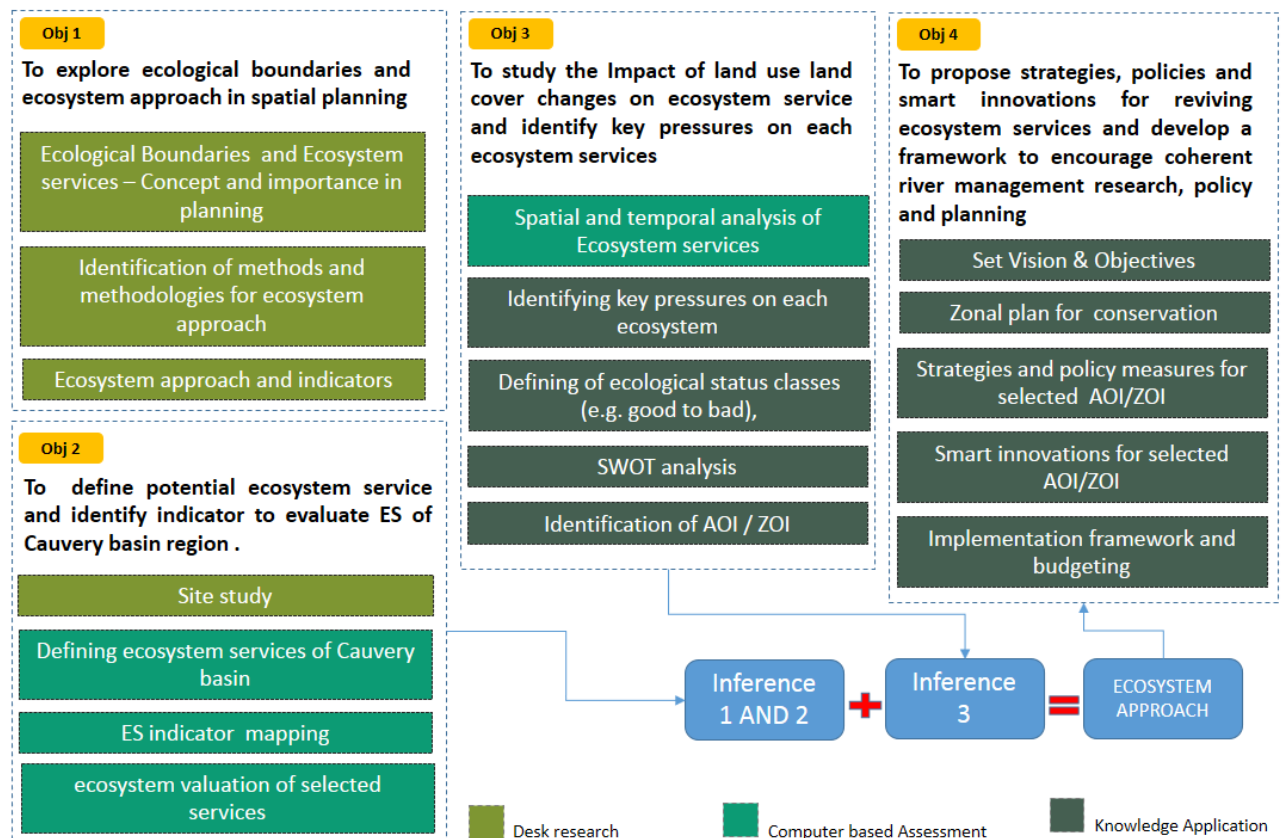 Obj 1
To explore ecological boundaries and
ecosystem approach in spatial planning
Ecological Boundaries and Ecosystem
services – Concept and importance in
planning
Identification of methods and
methodologies for ecosystem
approach
Ecosystem approach and indicators
Obj 2
To define potential ecosystem service
and identify indicator to evaluate ES of
Cauvery basin region .
Site study
Defining ecosystem services of Cauvery
basin
ES indicator mapping
ecosystem valuation of selected
services
Obj 3
To study the Impact of land use land
cover changes on ecosystem service
and identify key pressures on each
ecosystem services
Spatial and temporal analysis of
Ecosystem services
Identifying key pressures on each
ecosystem
Defining of ecological status classes
(e.g. good to bad),
SWOT analysis
Identification of AOI / ZOI
Obj 4
To propose strategies, policies and
smart innovations for reviving
ecosystem services and develop a
framework to encourage coherent
river management research, policy
and planning
Set Vision & Objectives
Zonal plan for conservation
Strategies and policy measures for
selected AOI/ZOI
Smart innovations for selected
AOI/ZOI
Implementation framework and
budgeting
Inference
1 AND 2
+
Inference
3
=
ECOSYSTEM
APPROACH
Desk research
Computer based Assessment
Knowledge Application